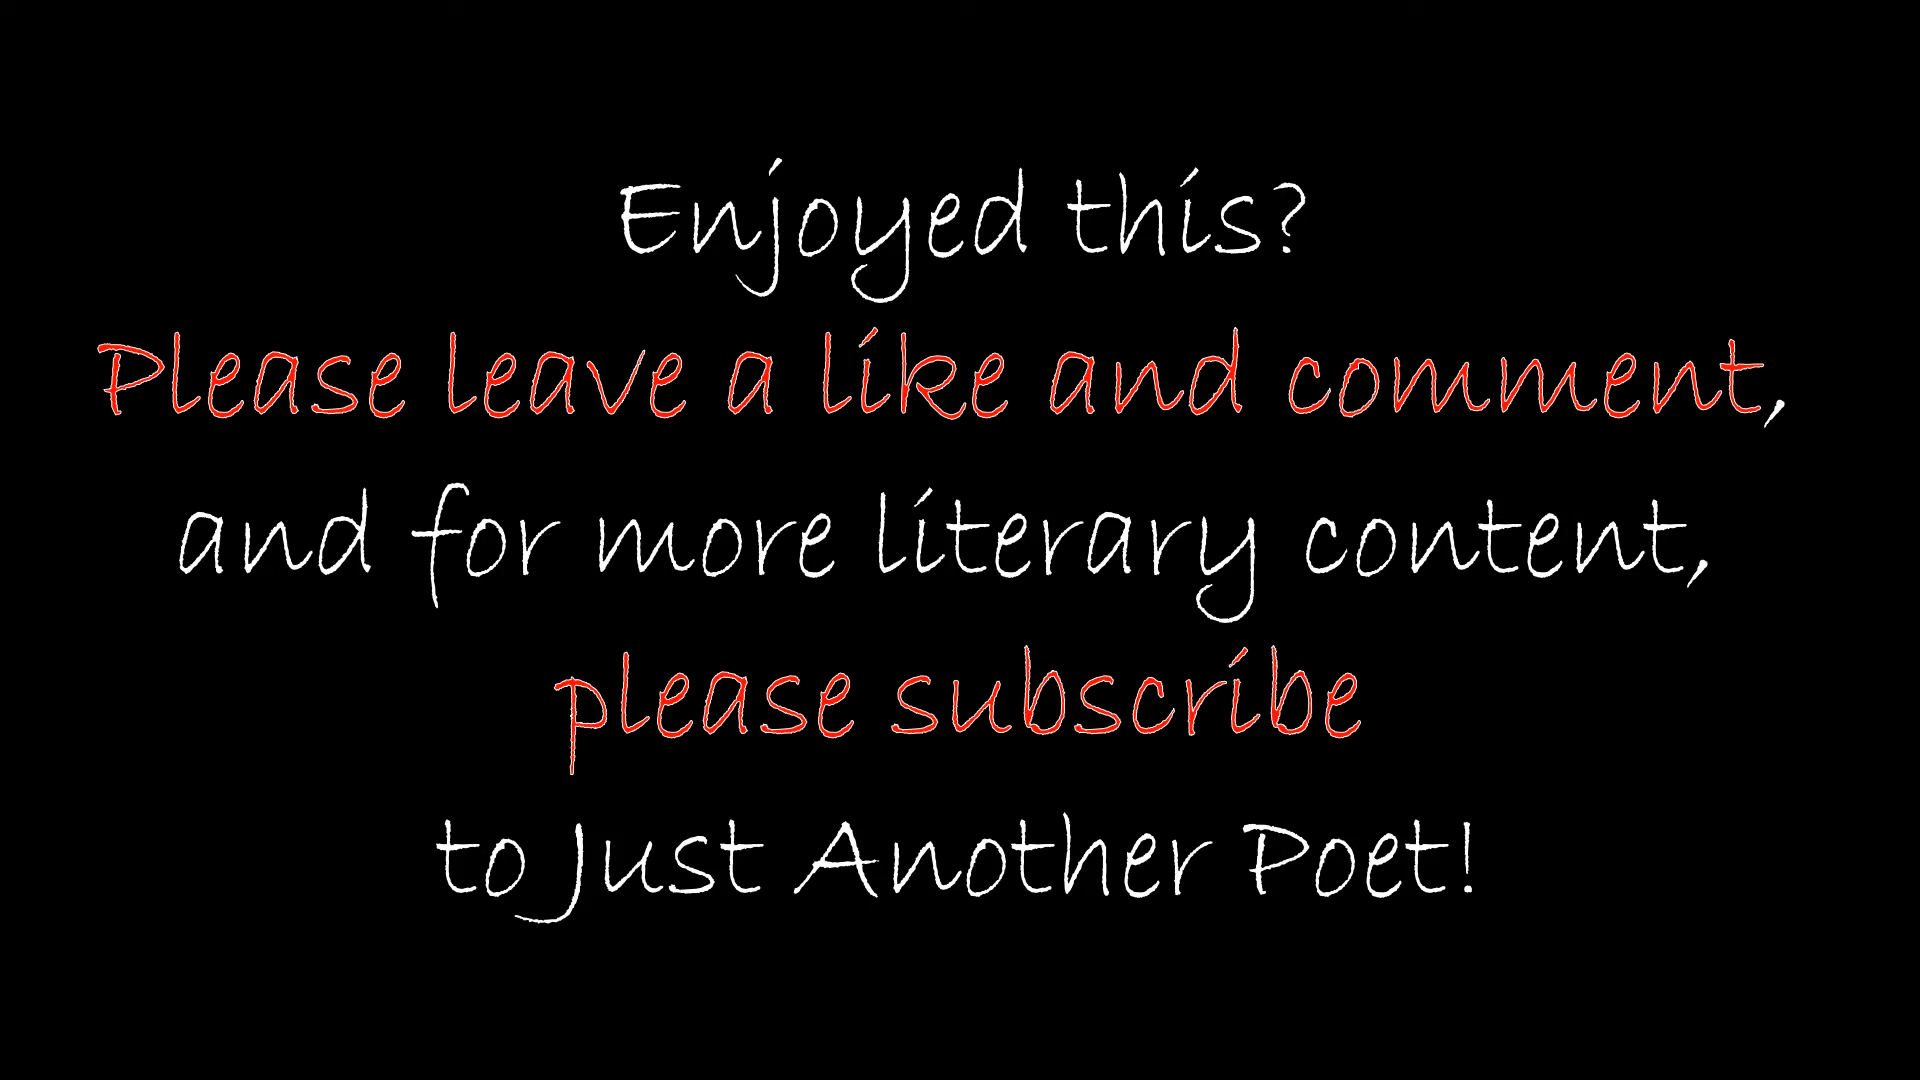 Enjoyed this?
Please leave a like and comment,
and for more literary content,
please subscribe
to Just Another Poet!